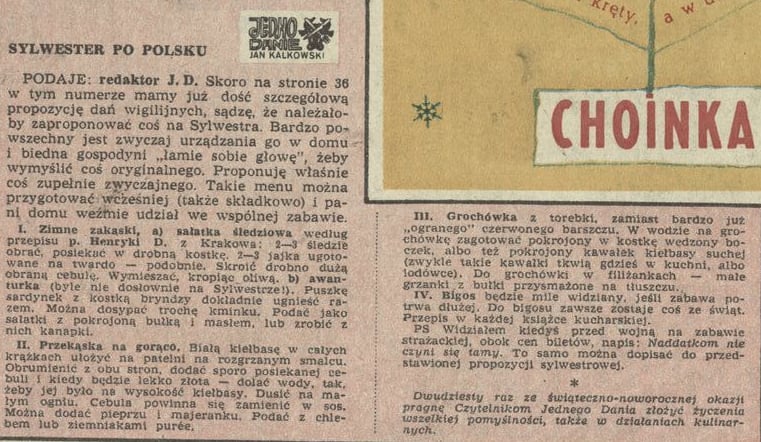 kręty,
a w d
CHOINKA
JEDNO
DANIE
JAN KALKOWSKI
SYLWESTER PO POLSKU
PODAJE: redaktor J. D. Skoro na stronie 36
w tym numerze mamy już dość szczegółową
propozycję dań wigilijnych, sądzę, że należało-
by zaproponować coś na Sylwestra. Bardzo po-
wszechny jest zwyczaj urządzania go w domu
i biedna gospodyni „łamie sobie głowę", żeby
wymyślić coś oryginalnego. Proponuję właśnie
coś zupełnie zwyczajnego. Takie menu można
przygotować wcześniej (także składkowo) i pa-
ni domu weźmie udział we wspólnej zabawie.
I. Zimne zakąski, a) sałatka śledziowa według
przepisu p. Henryki D. z Krakowa: 2—3 śledzie
obrać, posiekać w drobną kostkę. 2—3 jajka ugoto-
wane na twardo — podobnie. Skroić drobno dużą
obraną cebulę. Wymieszać, kropiąc oliwą. b) awan-
turka (byle nie dosłownie na Sylwestrze!). Puszkę
sardynek z kostką bryndzy dokładnie ugnieść ra-
zem. Można dosypać trochę kminku. Podać jako
sałatki z pokrojoną bułką i masłem, lub zrobić z
nich kanapki.
II. Przekąska na gorąco. Białą kiełbasę w całych
krążkach ułożyć na patelni na rozgrzanym smalcu.
Obrumienić z obu stron, dodać sporo posiekanej ce-
buli i kiedy będzie lekko złota — dolać wody, tak,
żeby jej było na wysokość kiełbasy. Dusić na ma-
łym ogniu. Cebula powinna się zamienić w sos.
Można dodać pieprzu i majeranku. Podać z chle-
bem lub ziemniakami purée.
III. Grochówka z torebki, zamiast bardzo już
„ogranego" czerwonego barszczu. W wodzie na gro-
chówkę zagotować pokrojony w kostkę wędzony bo-
czek, albo też pokrojony kawałek kiełbasy suchej
(zwykle takie kawałki tkwią gdzieś w kuchni, albo
lodówce). Do grochówki w filiżankach — małe
grzanki z bułki przysmażone na tłuszczu.
IV. Bigos będzie mile widziany, jeśli zabawa po-
trwa dłużej. Do bigosu zawsze zostaje coś ze świąt.
Przepis w każdej książce kucharskiej.
PS Widziałem kiedyś przed wojną na zabawie
strażackiej, obok cen biletów, napis: Naddatkom nie
czyni się tamy. To samo można dopisać do przed-
stawionej propozycji sylwestrowej.
*
Dwudziesty raz ze świąteczno-noworocznej okazji
pragnę Czytelnikom Jednego Dania złożyć życzenia
wszelkiej pomyślności, także w działaniach kulinar-
nych.